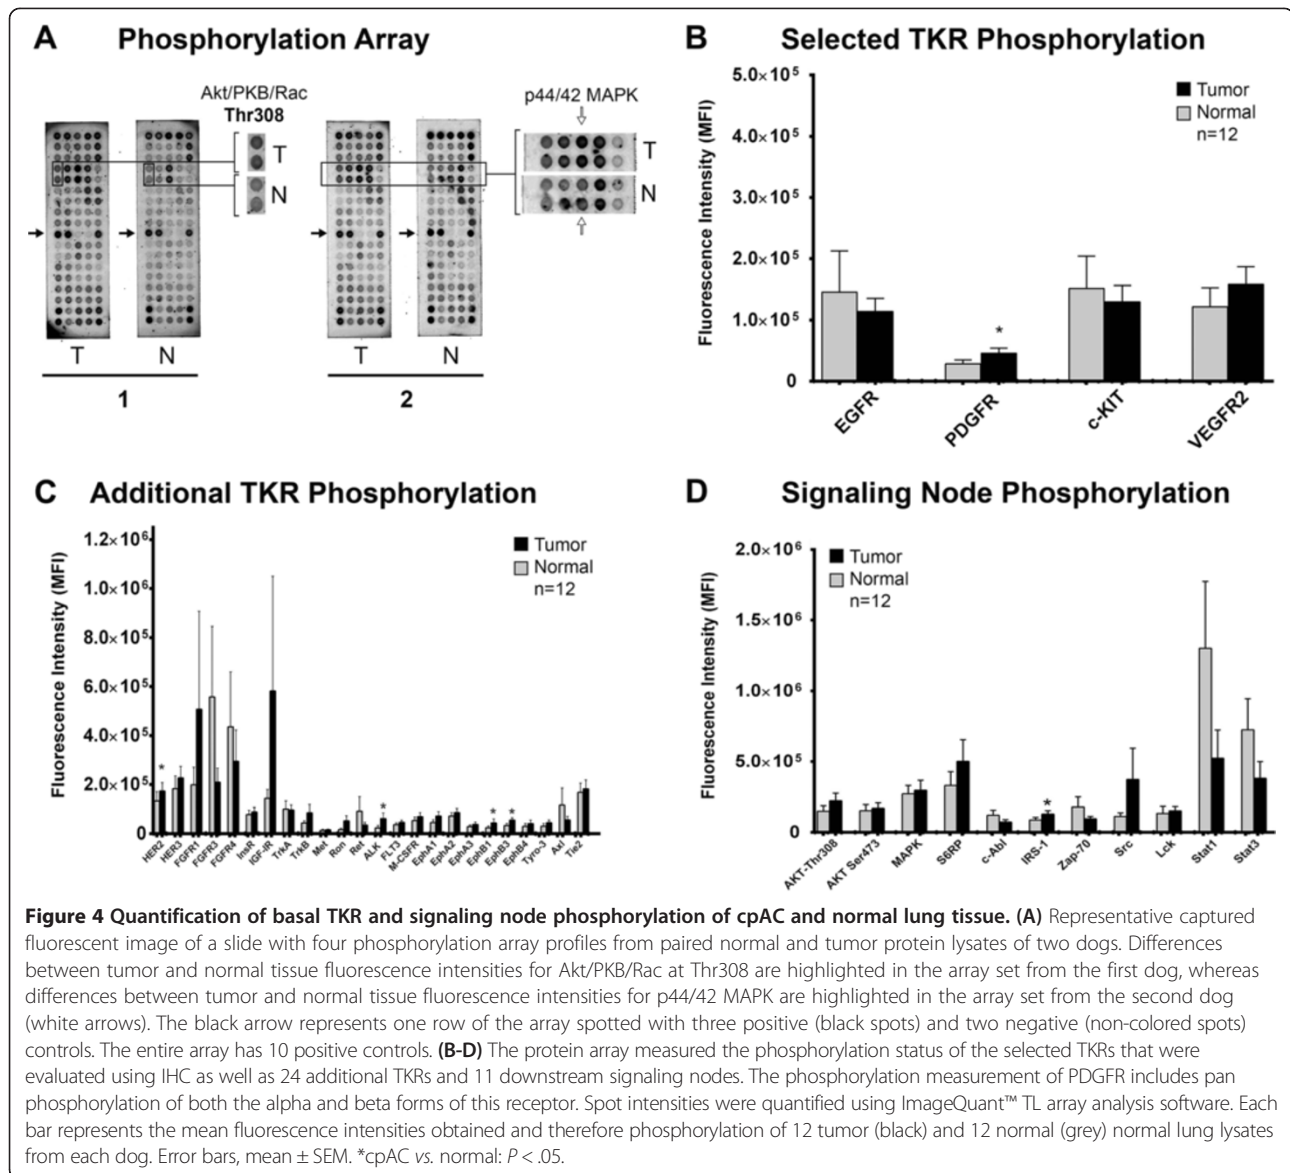 A Phosphorylation Array
Akt/PKB/Rac
Thr308
T
N
p44/42 MAPK
T
N
T N T N
1 2
B Selected TKR Phosphorylation
Fluorescence Intensity (MFI)
5.0× 10⁵
4.0× 10⁵
3.0× 10⁵
2.0× 10⁵
1.0× 10⁵
0
Tumor
Normal
n=12
*
EGFR PDGFR c-KIT VEGFR2
C Additional TKR Phosphorylation
Fluorescence Intensity (MFI)
1.2× 10⁶
1.0× 10⁶
8.0× 10⁵
6.0× 10⁵
4.0× 10⁵
2.0× 10⁵
0
Tumor
Normal
n=12
* * * *
HER2 HER3 FGFR1 FGFR3 FGFR4 InsR IGF-IR TrkA TrkB Met Ron Ret ALK FLT3 M-CSFR EphA1 EphA2 EphA3 EphB1 EphB3 EphB4 Tyro-3 Axl Tie2
D Signaling Node Phosphorylation
Fluorescence Intensity (MFI)
2.0× 10⁶
1.5× 10⁶
1.0× 10⁶
5.0× 10⁵
0
Tumor
Normal
n=12
*
AKT-Thr308 AKT Ser473 MAPK S6RP c-Abl IRS-1 Zap-70 Src Lck Stat1 Stat3
Figure 4 Quantification of basal TKR and signaling node phosphorylation of cpAC and normal lung tissue. (A) Representative captured
fluorescent image of a slide with four phosphorylation array profiles from paired normal and tumor protein lysates of two dogs. Differences
between tumor and normal tissue fluorescence intensities for Akt/PKB/Rac at Thr308 are highlighted in the array set from the first dog, whereas
differences between tumor and normal tissue fluorescence intensities for p44/42 MAPK are highlighted in the array set from the second dog
(white arrows). The black arrow represents one row of the array spotted with three positive (black spots) and two negative (non-colored spots)
controls. The entire array has 10 positive controls. (B-D) The protein array measured the phosphorylation status of the selected TKRs that were
evaluated using IHC as well as 24 additional TKRs and 11 downstream signaling nodes. The phosphorylation measurement of PDGFR includes pan
phosphorylation of both the alpha and beta forms of this receptor. Spot intensities were quantified using ImageQuant™ TL array analysis software. Each
bar represents the mean fluorescence intensities obtained and therefore phosphorylation of 12 tumor (black) and 12 normal (grey) normal lung lysates
from each dog. Error bars, mean ± SEM. *cpAC vs. normal: P < .05.